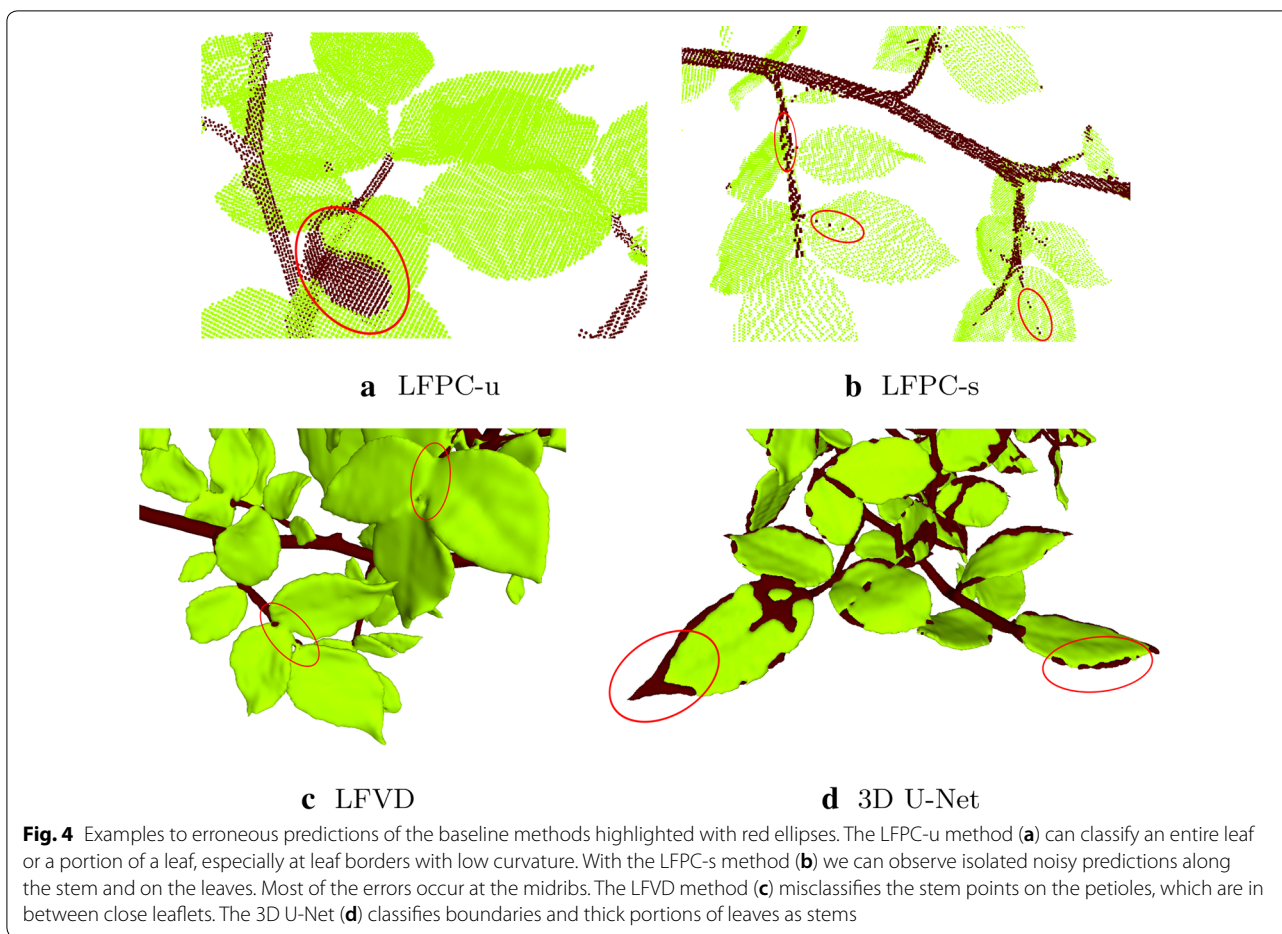 a LFPC-u
b LFPC-s
c LFVD
d 3D U-Net
Fig. 4 Examples to erroneous predictions of the baseline methods highlighted with red ellipses. The LFPC-u method (a) can classify an entire leaf
or a portion of a leaf, especially at leaf borders with low curvature. With the LFPC-s method (b) we can observe isolated noisy predictions along
the stem and on the leaves. Most of the errors occur at the midribs. The LFVD method (c) misclassifies the stem points on the petioles, which are in
between close leaflets. The 3D U-Net (d) classifies boundaries and thick portions of leaves as stems